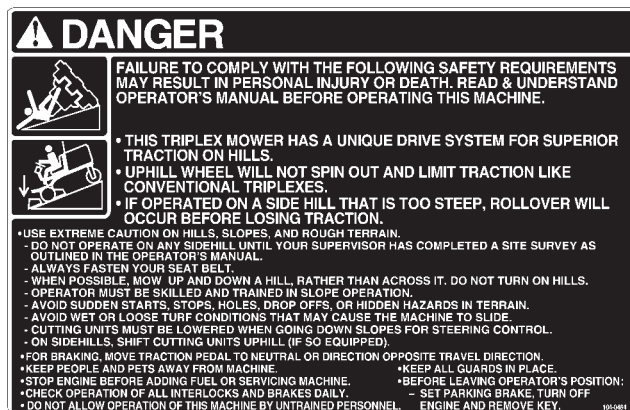 DANGER
FAILURE TO COMPLY WITH THE FOLLOWING SAFETY REQUIREMENTS
MAY RESULT IN PERSONAL INJURY OR DEATH. READ & UNDERSTAND
OPERATOR'S MANUAL BEFORE OPERATING THIS MACHINE.
• THIS TRIPLEX MOWER HAS A UNIQUE DRIVE SYSTEM FOR SUPERIOR
TRACTION ON HILLS.
• UPHILL WHEEL WILL NOT SPIN OUT AND LIMIT TRACTION LIKE
CONVENTIONAL TRIPLEXES.
• IF OPERATED ON A SIDE HILL THAT IS TOO STEEP, ROLLOVER WILL
OCCUR BEFORE LOSING TRACTION.
•USE EXTREME CAUTION ON HILLS, SLOPES, AND ROUGH TERRAIN.
- DO NOT OPERATE ON ANY SIDEHILL UNTIL YOUR SUPERVISOR HAS COMPLETED A SITE SURVEY AS
OUTLINED IN THE OPERATOR'S MANUAL.
- ALWAYS FASTEN YOUR SEAT BELT.
- WHEN POSSIBLE, MOW UP AND DOWN A HILL, RATHER THAN ACROSS IT. DO NOT TURN ON HILLS.
- OPERATOR MUST BE SKILLED AND TRAINED IN SLOPE OPERATION.
- AVOID SUDDEN STARTS, STOPS, HOLES, DROP OFFS, OR HIDDEN HAZARDS IN TERRAIN.
- AVOID WET OR LOOSE TURF CONDITIONS THAT MAY CAUSE THE MACHINE TO SLIDE.
- CUTTING UNITS MUST BE LOWERED WHEN GOING DOWN SLOPES FOR STEERING CONTROL.
- ON SIDEHILLS, SHIFT CUTTING UNITS UPHILL (IF SO EQUIPPED).
•FOR BRAKING, MOVE TRACTION PEDAL TO NEUTRAL OR DIRECTION OPPOSITE TRAVEL DIRECTION.
•KEEP PEOPLE AND PETS AWAY FROM MACHINE.
•STOP ENGINE BEFORE ADDING FUEL OR SERVICING MACHINE.
•CHECK OPERATION OF ALL INTERLOCKS AND BRAKES DAILY.
• DO NOT ALLOW OPERATION OF THIS MACHINE BY UNTRAINED PERSONNEL.
•KEEP ALL GUARDS IN PLACE.
•BEFORE LEAVING OPERATOR'S POSITION:
– SET PARKING BRAKE, TURN OFF
ENGINE AND REMOVE KEY.